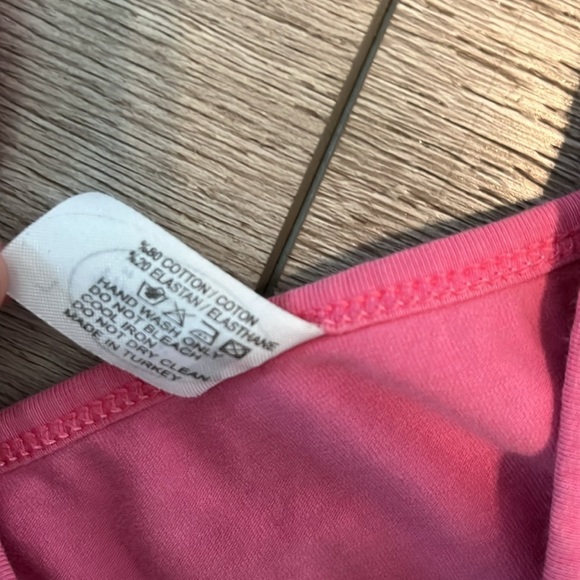 %80 COTTON/COTON
%20 ELASTAN/ELASTHANE
HAND WASH ONLY
DO NOT BLEACH
COOL IRON
DO NOT DRY CLEAN
MADE IN TURKEY